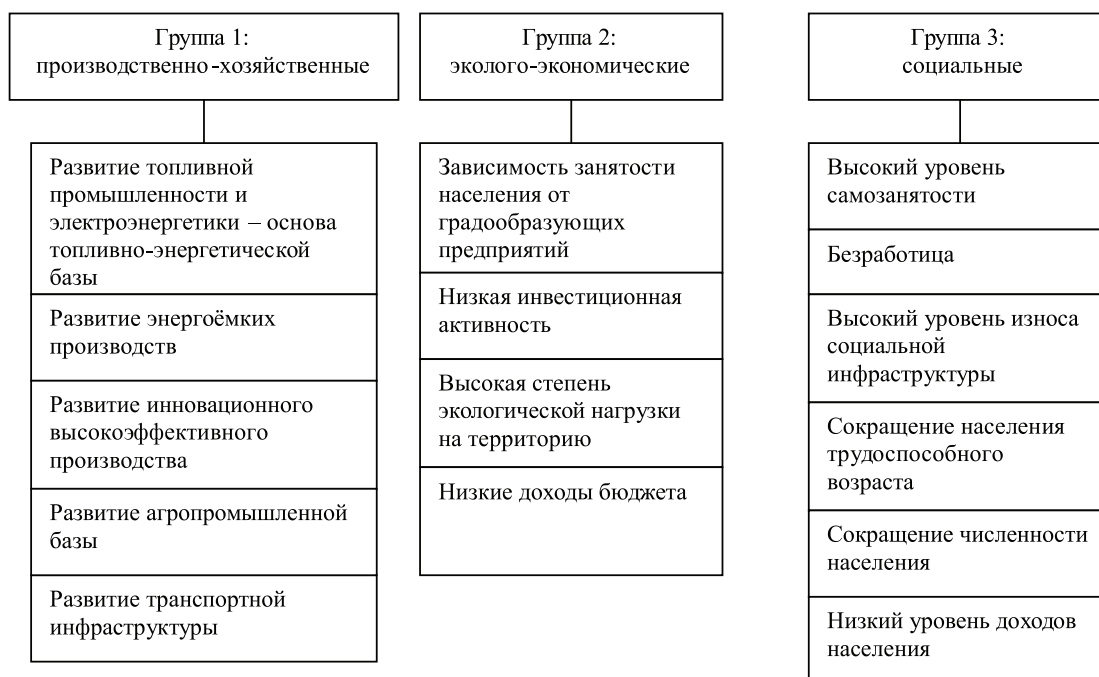 Группа 1:
производственно-хозяйственные
Развитие топливной
промышленности и
электроэнергетики – основа
топливно-энергетической
базы
Развитие энергоёмких
производств
Развитие инновационного
высокоэффективного
производства
Развитие агропромышленной
базы
Развитие транспортной
инфраструктуры
Группа 2:
эколого-экономические
Зависимость занятости
населения от
градообразующих
предприятий
Низкая инвестиционная
активность
Высокая степень
экологической нагрузки
на территорию
Низкие доходы бюджета
Группа 3:
социальные
Высокий уровень
самозанятости
Безработица
Высокий уровень износа
социальной
инфраструктуры
Сокращение населения
трудоспособного
возраста
Сокращение численности
населения
Низкий уровень доходов
населения